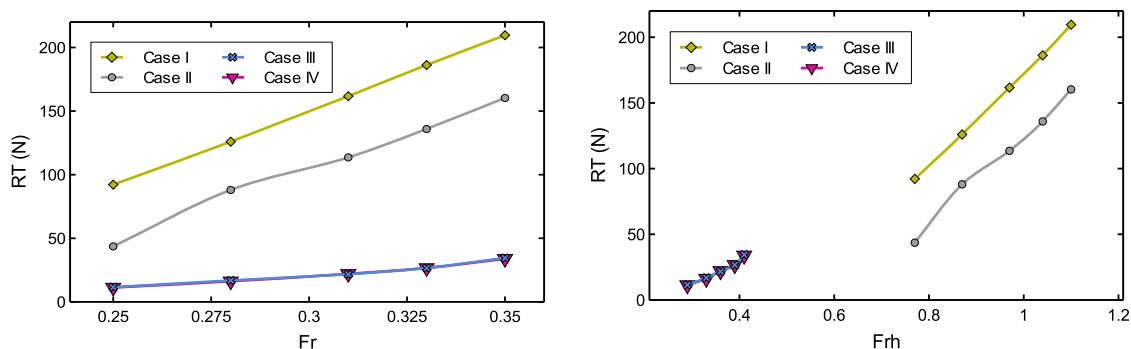 200
150
100
50
0
RT (N)
Case I
Case III
Case II
Case IV
0.25
0.275
0.3
0.325
0.35
Fr
200
150
100
50
0
RT (N)
Case I
Case III
Case II
Case IV
0.4
0.6
0.8
1
1.2
Frh